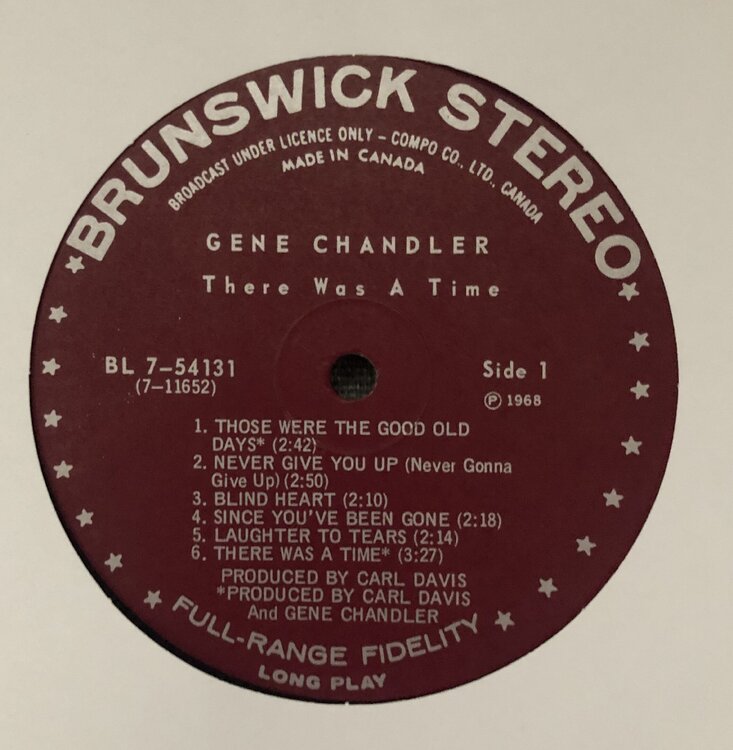 BRUNSWICK STEREO
BROADCAST UNDER LICENCE ONLY – COMPO CO., LTD., CANADA
MADE IN CANADA
GENE CHANDLER
There Was A Time
BL 7–54131
(7–11652)
Side 1
Ⓟ 1968
1. THOSE WERE THE GOOD OLD
DAYS* (2:42)
2. NEVER GIVE YOU UP (Never Gonna
Give Up) (2:50)
3. BLIND HEART (2:10)
4. SINCE YOU'VE BEEN GONE (2:18)
5. LAUGHTER TO TEARS (2:14)
6. THERE WAS A TIME* (3:27)
PRODUCED BY CARL DAVIS
*PRODUCED BY CARL DAVIS
And GENE CHANDLER
FULL-RANGE FIDELITY
LONG PLAY